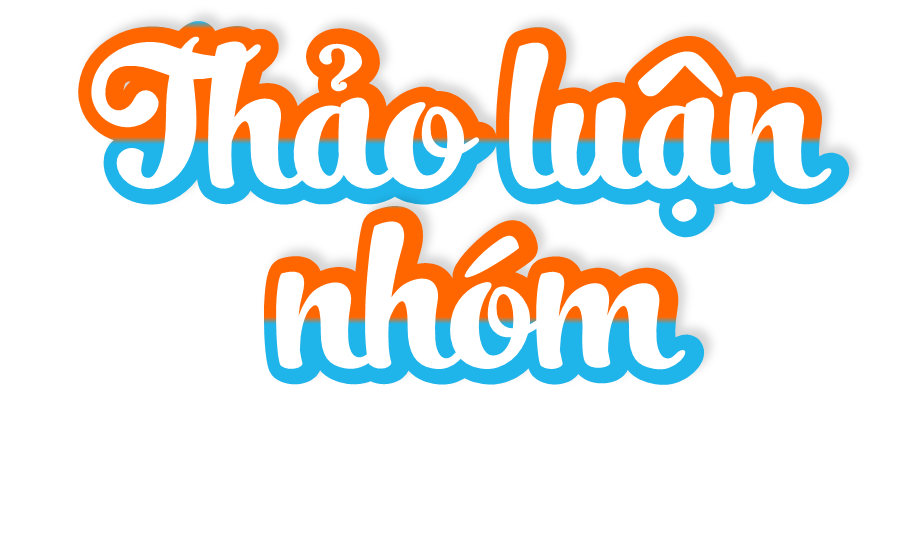 Thảo luận
nhóm